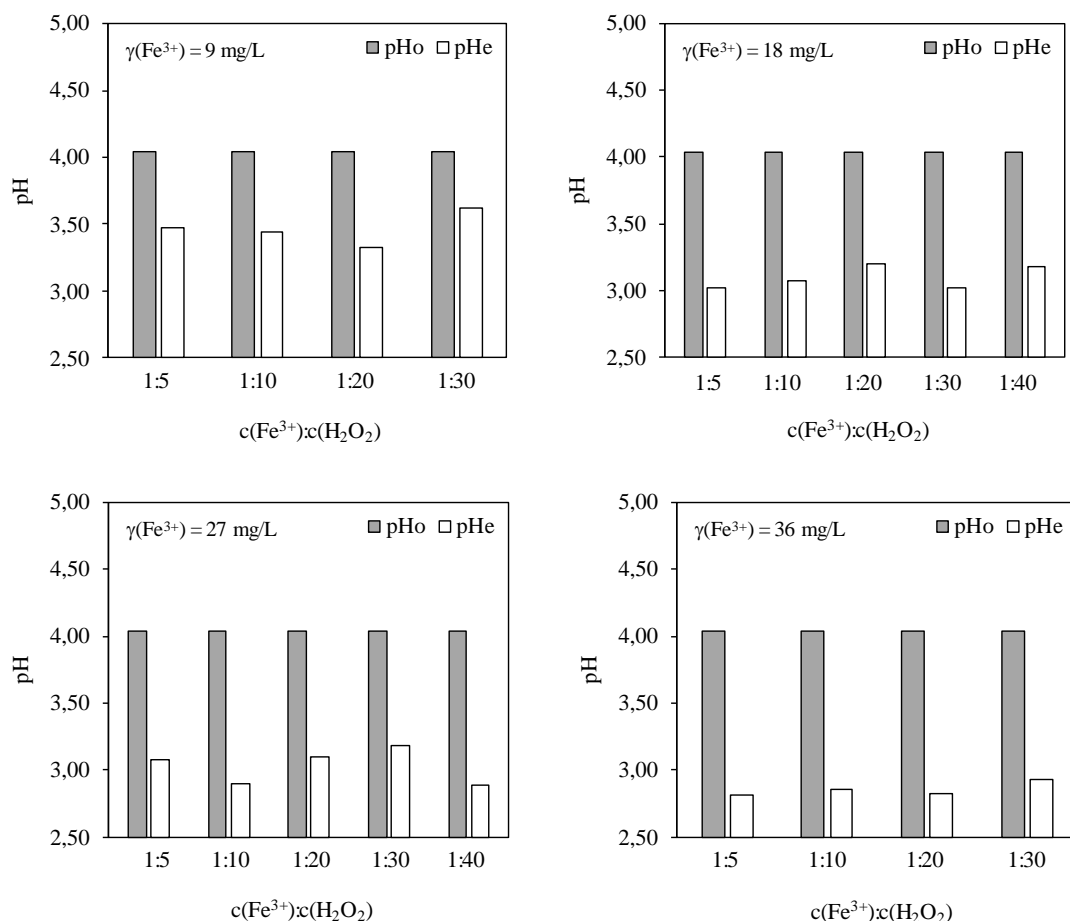 γ(Fe³⁺) = 9 mg/L
pHo
pHe
5,00
4,50
4,00
3,50
3,00
2,50
pH
1:5 1:10 1:20 1:30
c(Fe³⁺):c(H₂O₂)
γ(Fe³⁺) = 18 mg/L
pHo
pHe
5,00
4,50
4,00
3,50
3,00
2,50
pH
1:5 1:10 1:20 1:30 1:40
c(Fe³⁺):c(H₂O₂)
γ(Fe³⁺) = 27 mg/L
pHo
pHe
5,00
4,50
4,00
3,50
3,00
2,50
pH
1:5 1:10 1:20 1:30 1:40
c(Fe³⁺):c(H₂O₂)
γ(Fe³⁺) = 36 mg/L
pHo
pHe
5,00
4,50
4,00
3,50
3,00
2,50
pH
1:5 1:10 1:20 1:30
c(Fe³⁺):c(H₂O₂)